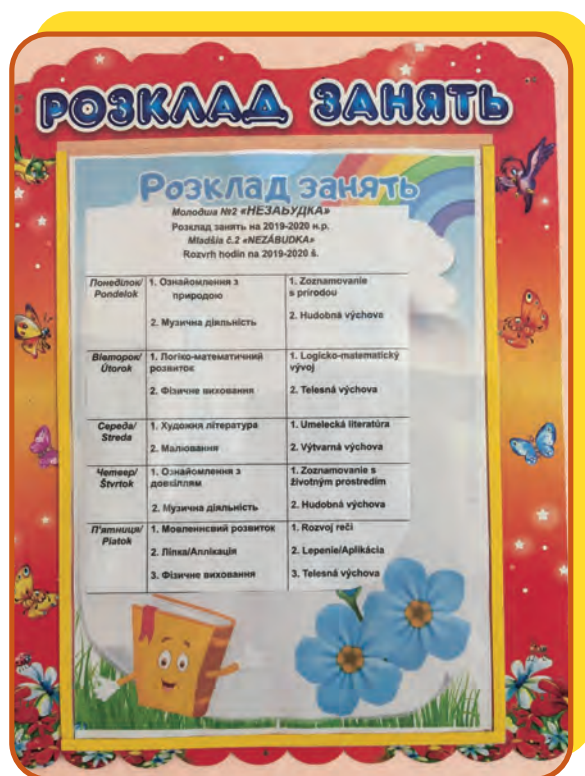 РОЗКЛАД ЗАНЯТЬ
Розклад занять
Молодша №2 «НЕЗАБУДКА»
Розклад занять на 2019-2020 н.р.
Mladšia č.2 «NEZÁBUDKA»
Rozvrh hodín na 2019-2020 š.
Понеділок/
Pondelok
1. Ознайомлення з
природою
2. Музична діяльність
1. Zoznamovanie
s prírodou
2. Hudobná výchova
Вівторок/
Útorok
1. Логіко-математичний
розвиток
2. Фізичне виховання
1. Logicko-matematický
vývoj
2. Telesná výchova
Середа/
Streda
1. Художня література
2. Малювання
1. Umelecká literatúra
2. Výtvarná výchova
Четвер/
Štvrtok
1. Ознайомлення з
довкіллям
2. Музична діяльність
1. Zoznamovanie s
životným prostredím
2. Hudobná výchova
П'ятниця/
Piatok
1. Мовленнєвий розвиток
2. Ліпка/Аплікація
3. Фізичне виховання
1. Rozvoj reči
2. Lepenie/Aplikácia
3. Telesná výchova